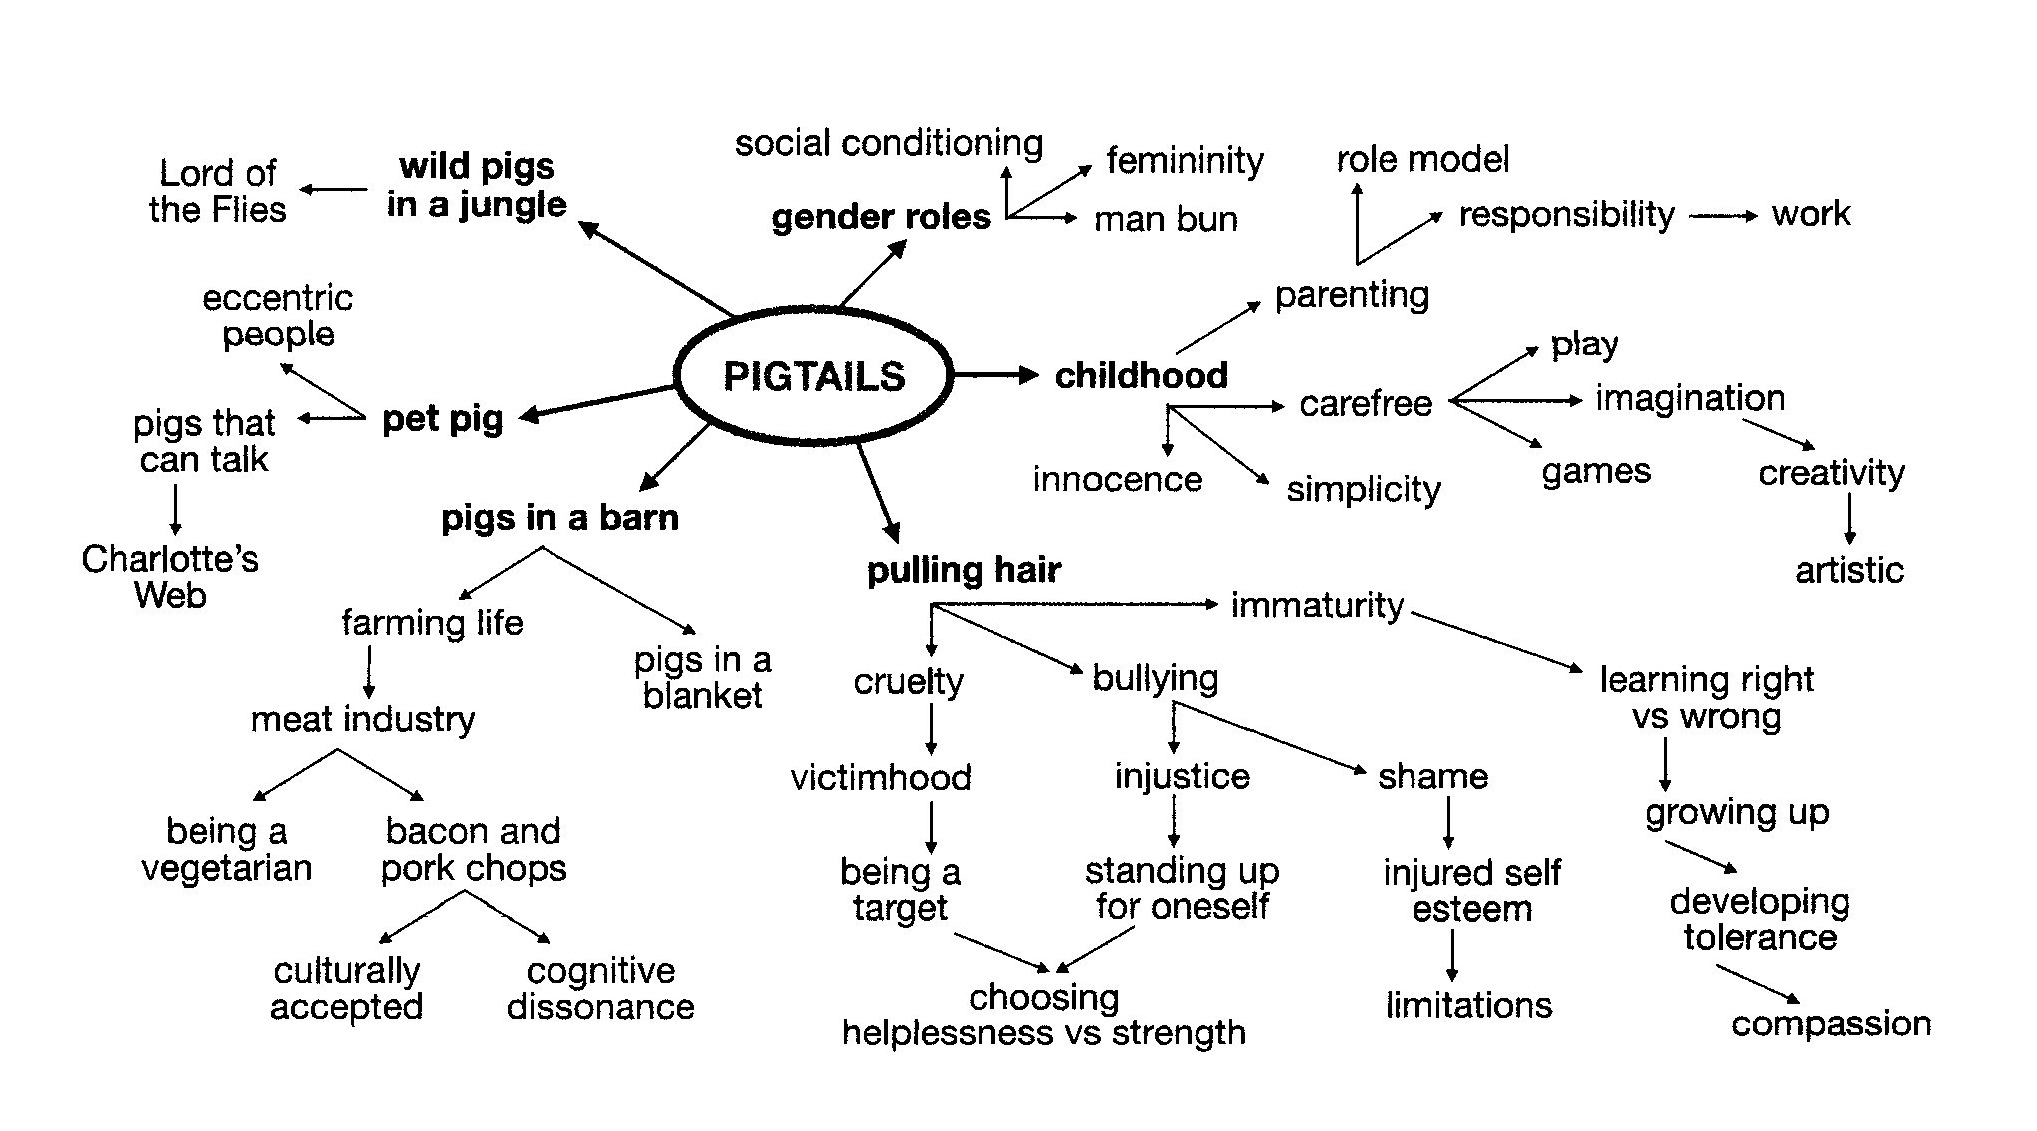 social conditioning
femininity
man bun
gender roles
wild pigs
in a jungle
Lord of
the Flies
role model
responsibility
work
parenting
eccentric
people
pet pig
pigs that
can talk
Charlotte's
Web
PIGTAILS
childhood
play
carefree
imagination
games
creativity
artistic
innocence
simplicity
pigs in a barn
farming life
pigs in a
blanket
meat industry
being a
vegetarian
bacon and
pork chops
culturally
accepted
cognitive
dissonance
pulling hair
immaturity
cruelty
bullying
learning right
vs wrong
victimhood
injustice
shame
growing up
being a
target
standing up
for oneself
injured self
esteem
developing
tolerance
choosing
helplessness vs strength
limitations
compassion